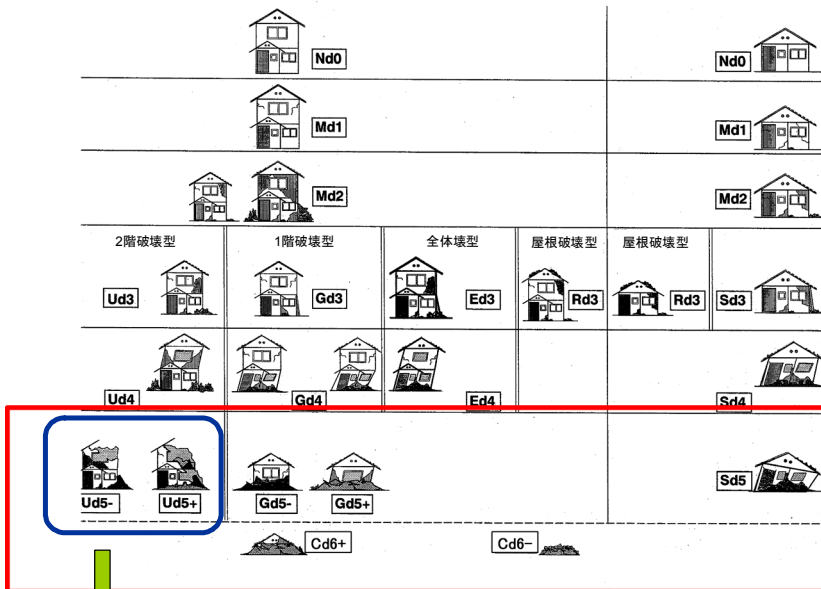 Nd0 Nd0
Md1 Md1
Md2 Md2
2階破壊型 1階破壊型 全体壊型 屋根破壊型 屋根破壊型
Ud3 Gd3 Ed3 Rd3 Rd3 Sd3
Ud4 Gd4 Ed4 Sd4
Ud5- Ud5+ Gd5- Gd5+ Sd5
Cd6+ Cd6-